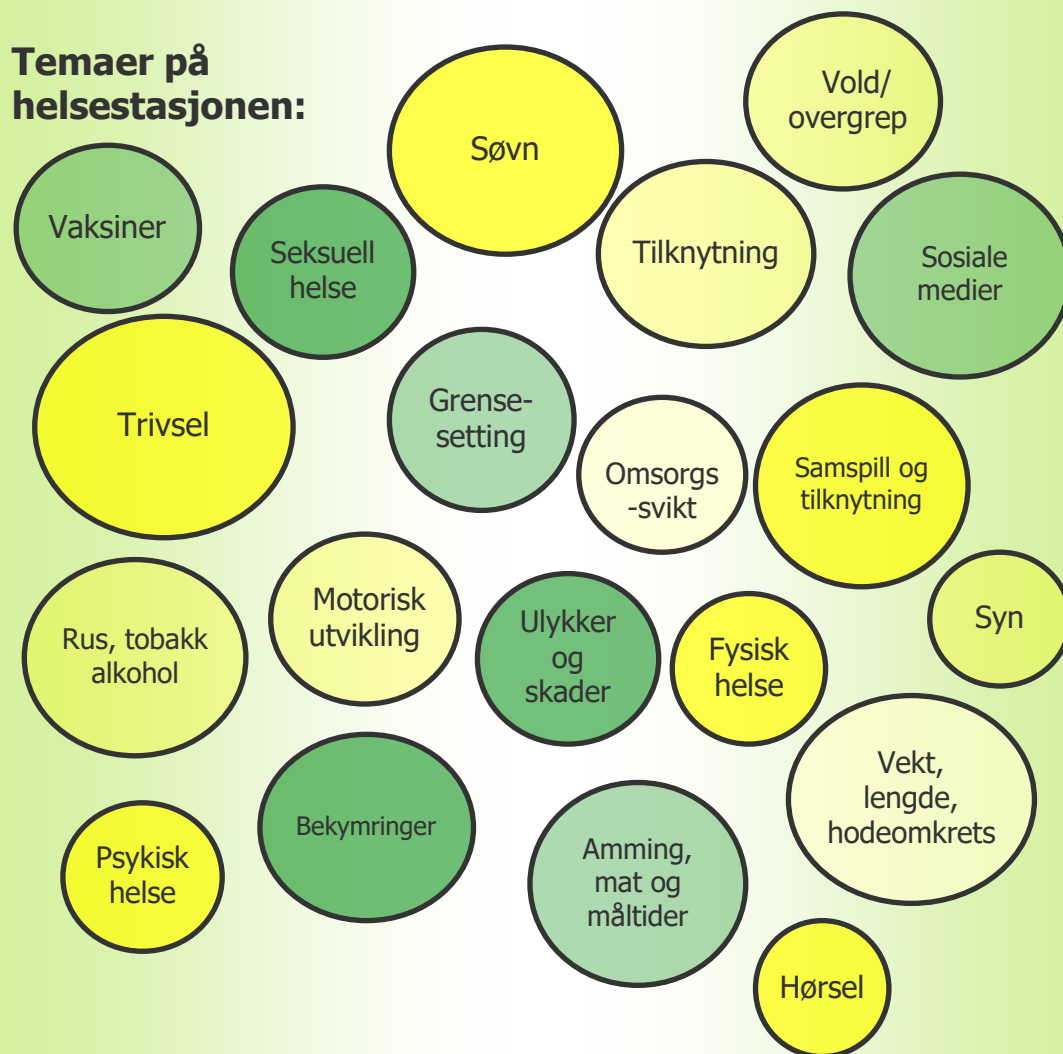 Temaer på
helsestasjonen:
Søvn
Vold/
overgrep
Vaksiner
Seksuell
helse
Tilknytning
Sosiale
medier
Trivsel
Grense-
setting
Omsorgs
-svikt
Samspill og
tilknytning
Rus, tobakk
alkohol
Motorisk
utvikling
Ulykker
og
skader
Fysisk
helse
Syn
Psykisk
helse
Bekymringer
Amming,
mat og
måltider
Vekt,
lengde,
hodeomkrets
Hørsel